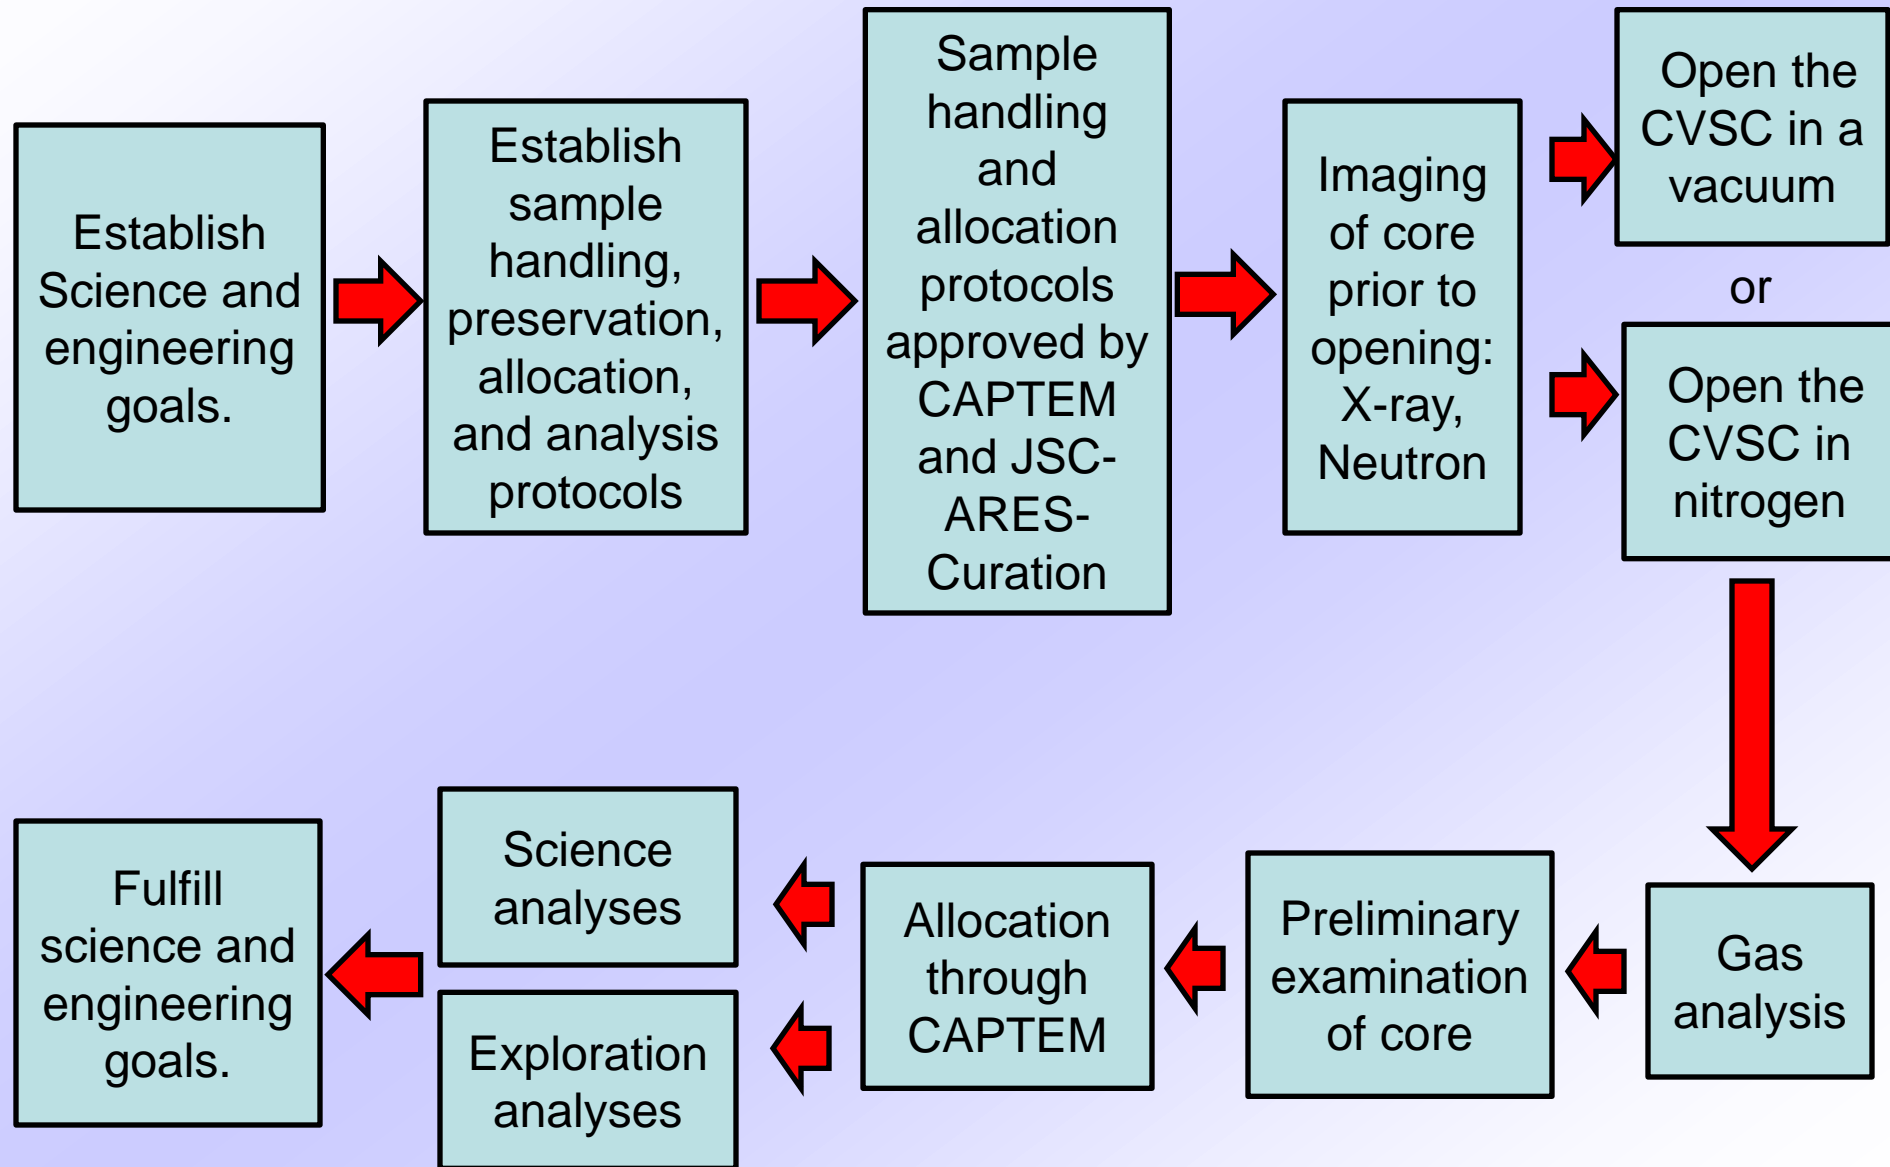 Establish
Science and
engineering
goals.
Establish
sample
handling,
preservation,
allocation,
and analysis
protocols
Sample
handling
and
allocation
protocols
approved by
CAPTEM
and JSC-
ARES-
Curation
Imaging
of core
prior to
opening:
X-ray,
Neutron
Open the
CVSC in a
vacuum
or
Open the
CVSC in
nitrogen
Gas
analysis
Preliminary
examination
of core
Allocation
through
CAPTEM
Science
analyses
Exploration
analyses
Fulfill
science and
engineering
goals.